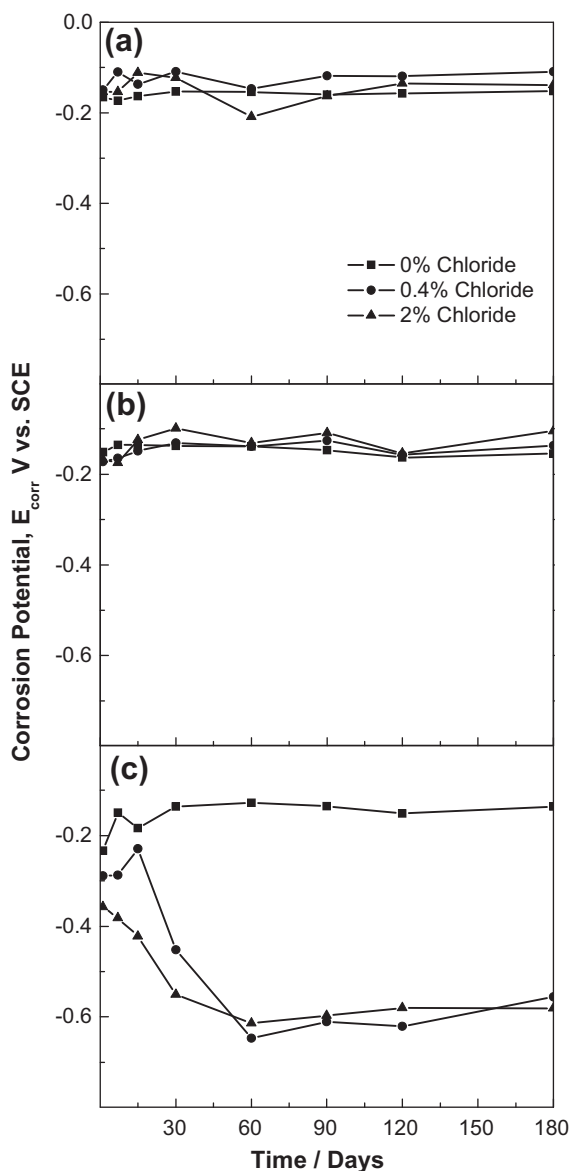 0.0
(a)
-0.2
-0.4
0% Chloride
0.4% Chloride
2% Chloride
-0.6
(b)
-0.2
-0.4
-0.6
(c)
-0.2
-0.4
-0.6
30 60 90 120 150 180
Time / Days
Corrosion Potential, Ecorr V vs. SCE